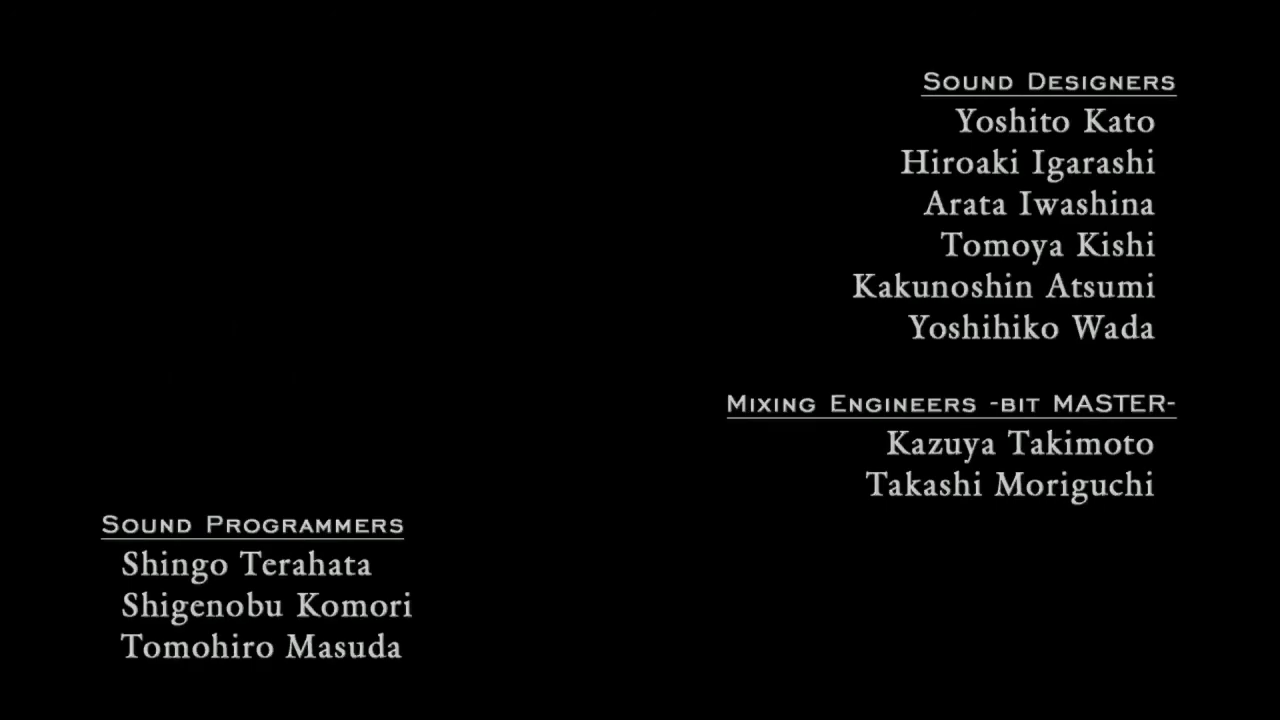 Sound Designers
Yoshito Kato
Hiroaki Igarashi
Arata Iwashina
Tomoya Kishi
Kakunoshin Atsumi
Yoshihiko Wada
Mixing Engineers -bit MASTER-
Kazuya Takimoto
Takashi Moriguchi
Sound Programmers
Shingo Terahata
Shigenobu Komori
Tomohiro Masuda